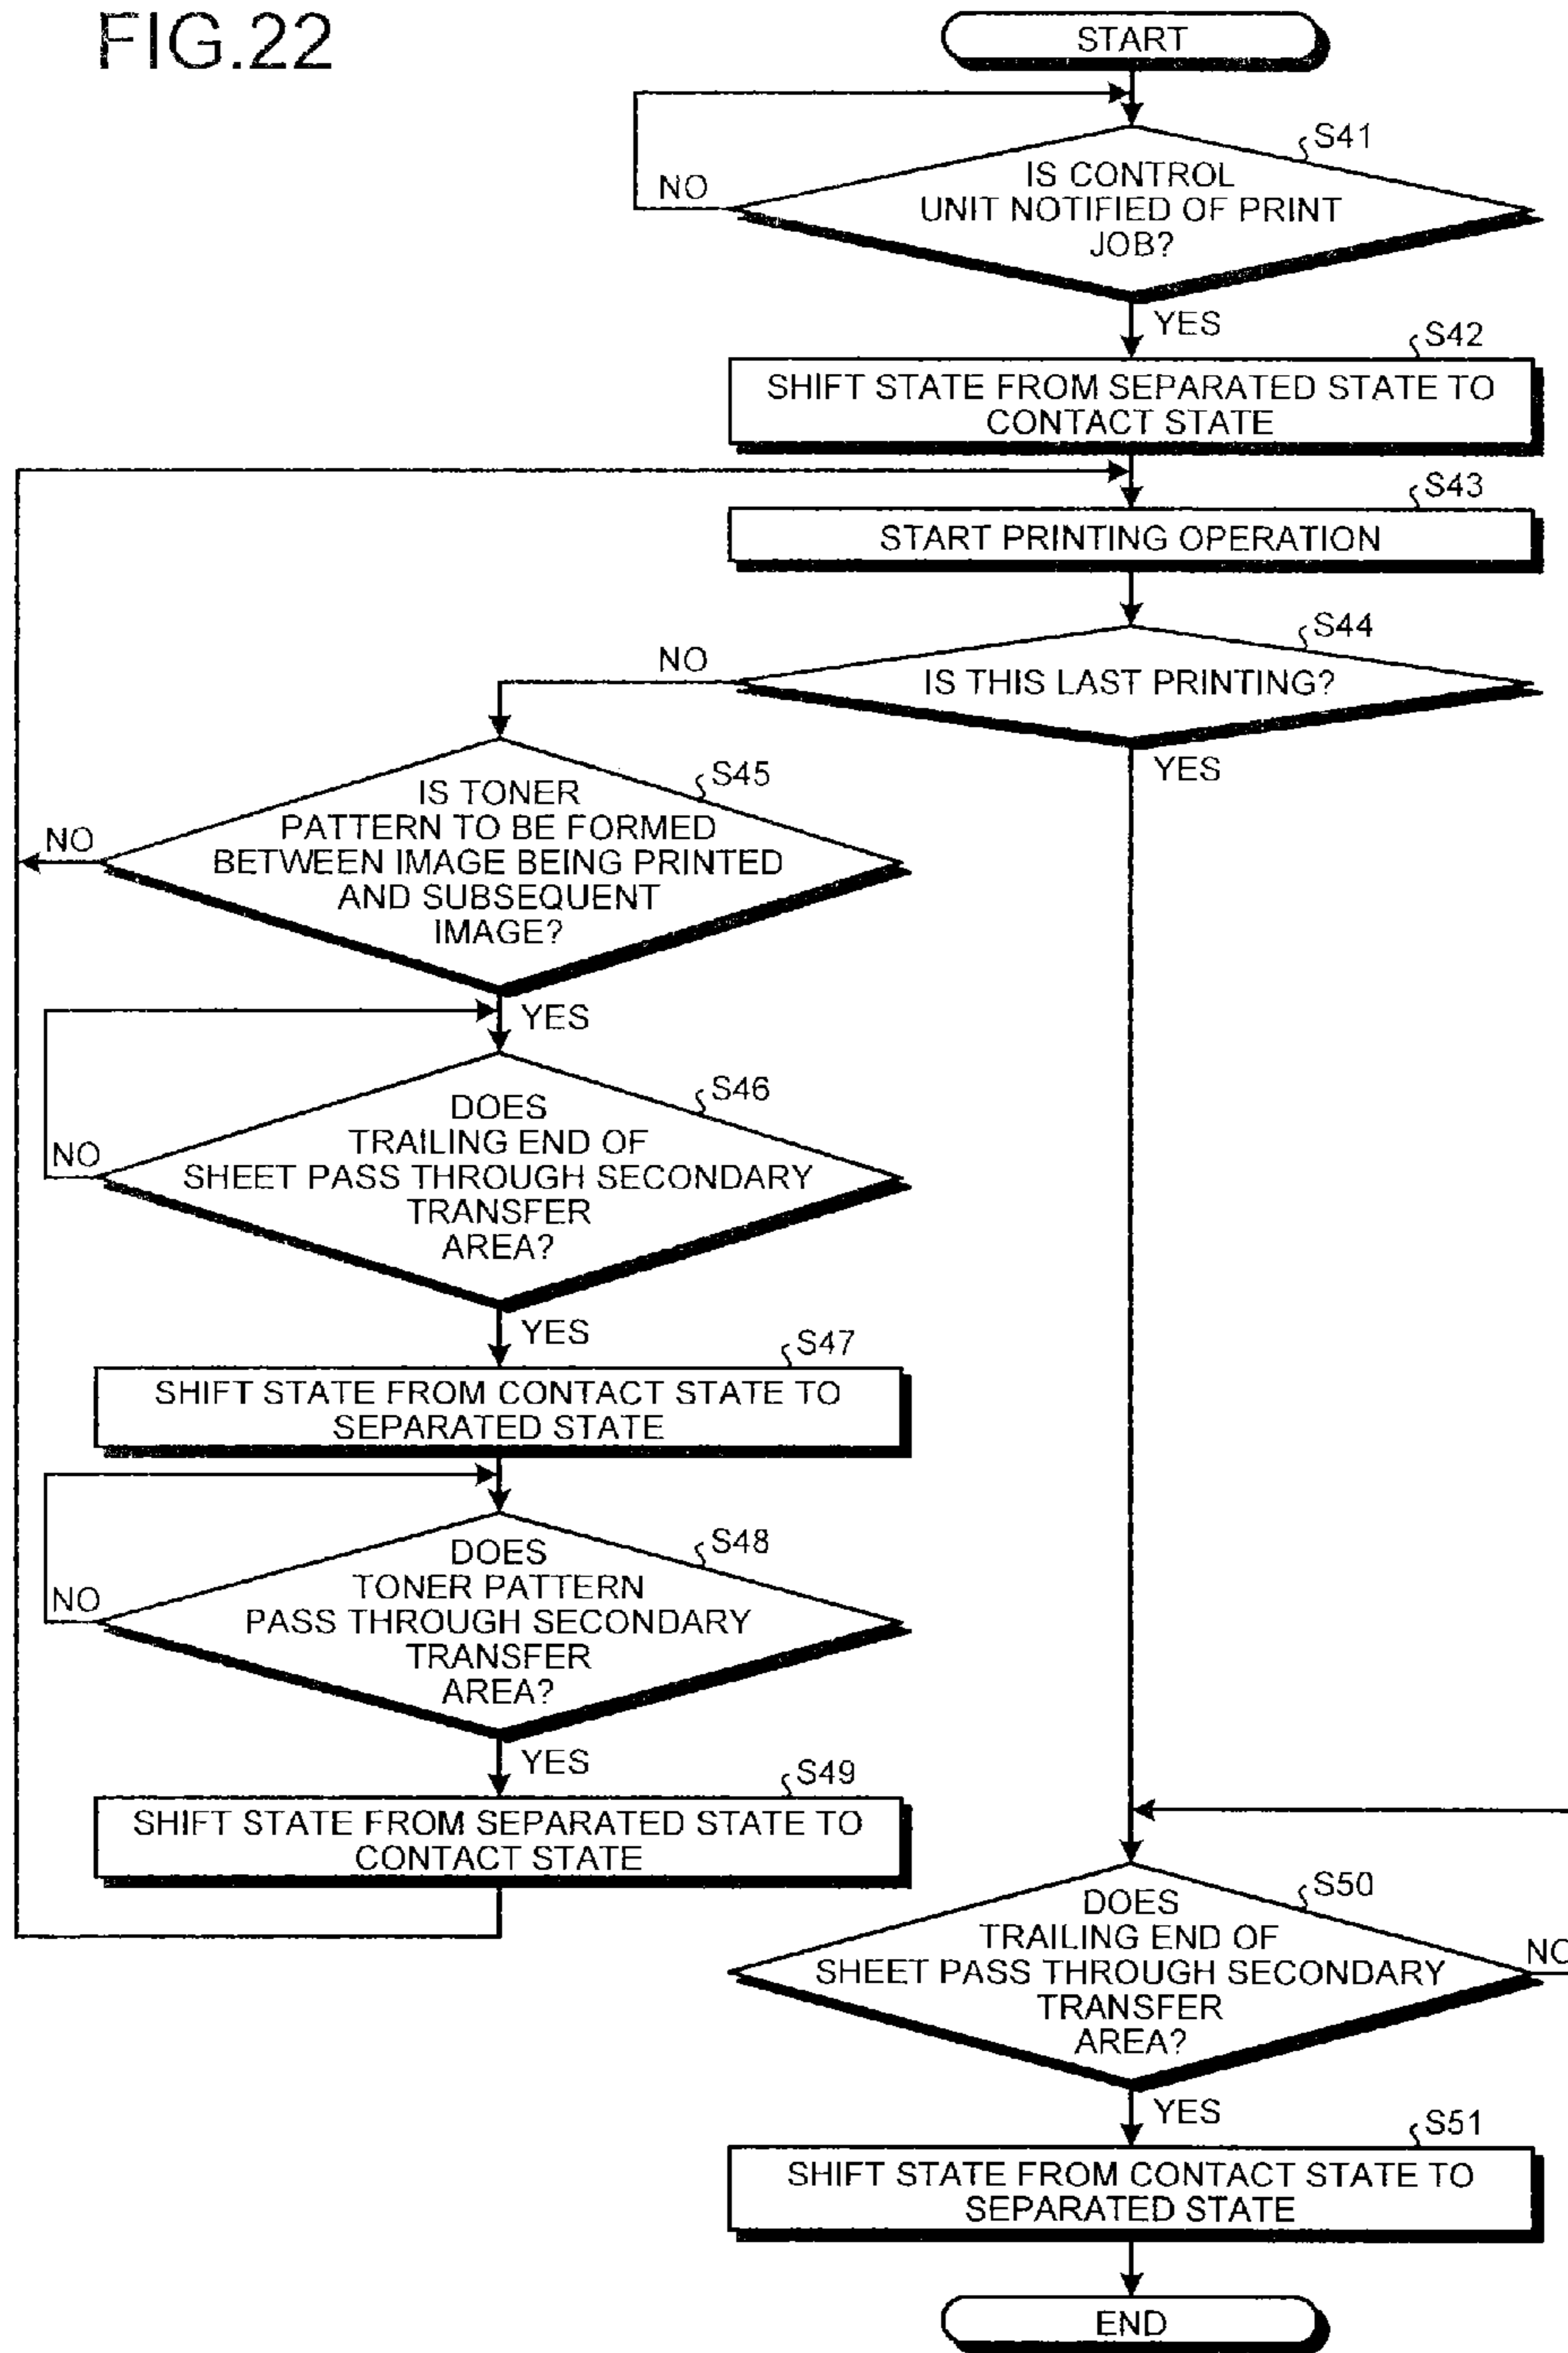 FIG.22
START
S41
IS CONTROL
UNIT NOTIFIED OF PRINT
JOB?
NO
YES
S42
SHIFT STATE FROM SEPARATED STATE TO
CONTACT STATE
S43
START PRINTING OPERATION
S44
IS THIS LAST PRINTING?
NO
YES
S45
IS TONER
PATTERN TO BE FORMED
BETWEEN IMAGE BEING PRINTED
AND SUBSEQUENT
IMAGE?
NO
YES
S46
DOES
TRAILING END OF
SHEET PASS THROUGH SECONDARY
TRANSFER
AREA?
NO
YES
S47
SHIFT STATE FROM CONTACT STATE TO
SEPARATED STATE
S48
DOES
TONER PATTERN
PASS THROUGH SECONDARY
TRANSFER
AREA?
NO
YES
S49
SHIFT STATE FROM SEPARATED STATE TO
CONTACT STATE
S50
DOES
TRAILING END OF
SHEET PASS THROUGH SECONDARY
TRANSFER
AREA?
NO
YES
S51
SHIFT STATE FROM CONTACT STATE TO
SEPARATED STATE
END